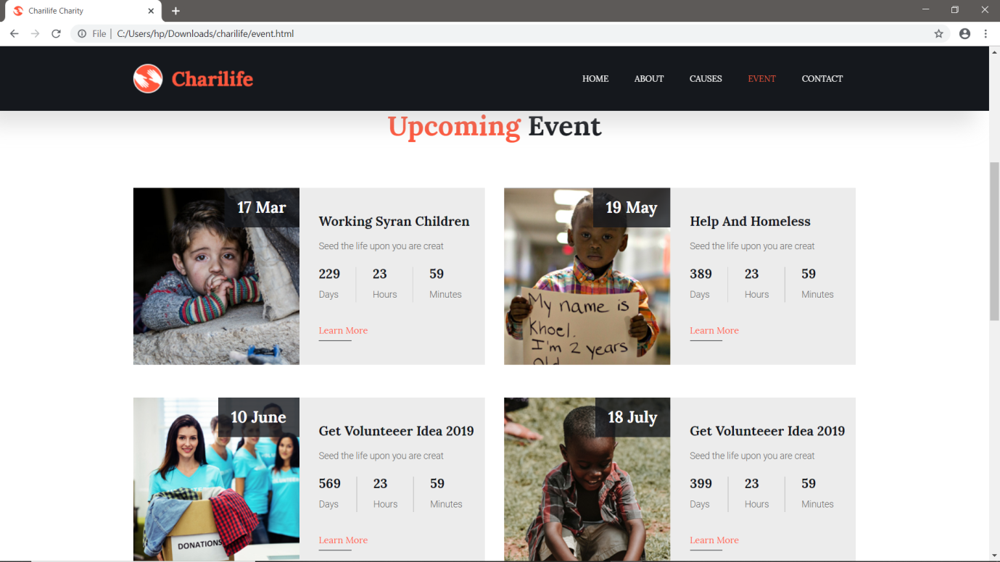 Charilife Charity
File | C:/Users/hp/Downloads/charilife/event.html
Charilife
HOME ABOUT CAUSES EVENT CONTACT
Upcoming Event
17 Mar
Working Syran Children
Seed the life upon you are creat
229 23 59
Days Hours Minutes
Learn More
19 May
My name is
Khoel.
I'm 2 years
Old
Help And Homeless
Seed the life upon you are creat
389 23 59
Days Hours Minutes
Learn More
10 June
DONATIONS
Get Volunteeer Idea 2019
Seed the life upon you are creat
569 23 59
Days Hours Minutes
Learn More
18 July
Get Volunteeer Idea 2019
Seed the life upon you are creat
399 23 59
Days Hours Minutes
Learn More